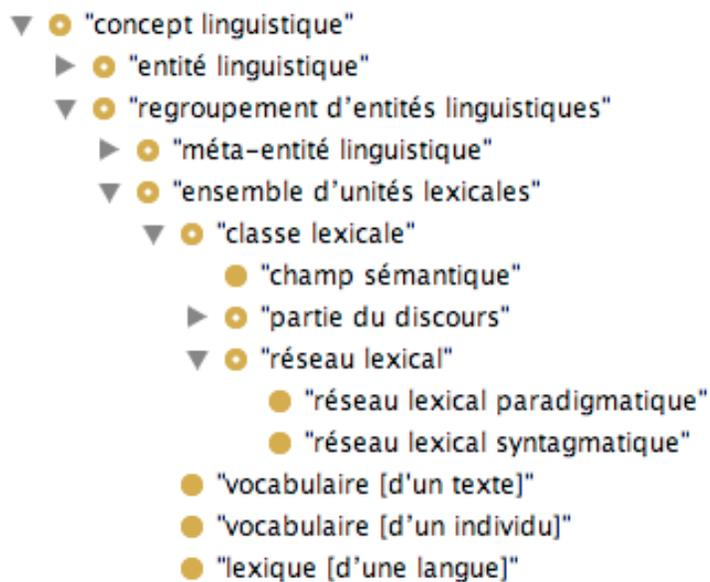 "concept linguistique"
"entité linguistique"
"regroupement d’entités linguistiques"
"méta-entité linguistique"
"ensemble d’unités lexicales"
"classe lexicale"
"champ sémantique"
"partie du discours"
"réseau lexical"
"réseau lexical paradigmatique"
"réseau lexical syntagmatique"
"vocabulaire [d'un texte]"
"vocabulaire [d’un individu]"
"lexique [d’une langue]"